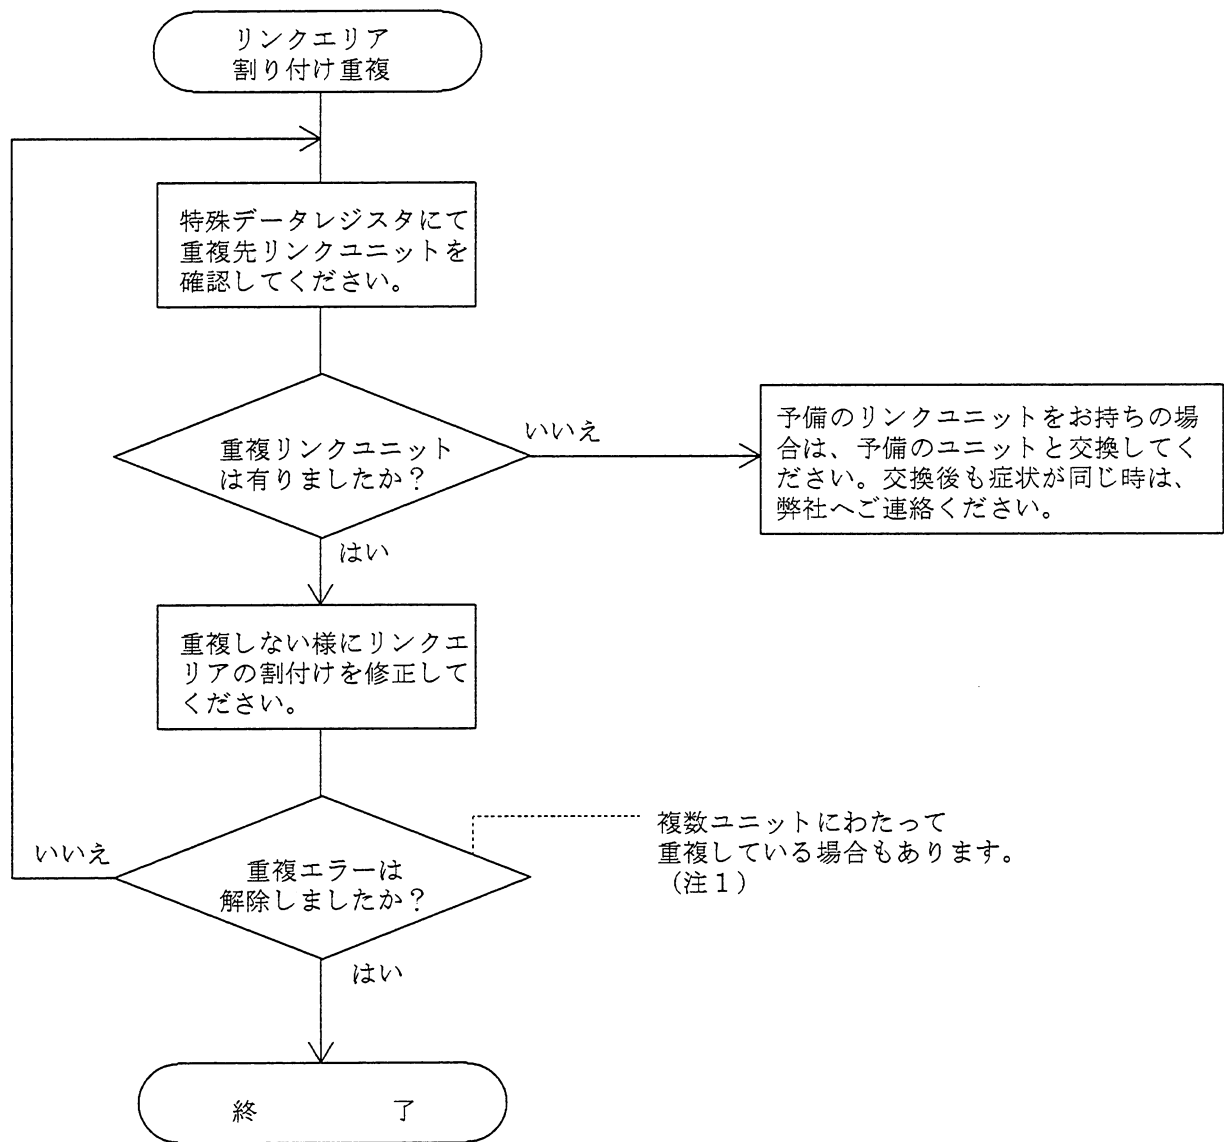 リンクエリア
割り付け重複
特殊データレジスタにて
重複先リンクユニットを
確認してください。
重複リンクユニット
は有りましたか？
いいえ
予備のリンクユニットをお持ちの場
合は、予備のユニットと交換してく
ださい。交換後も症状が同じ時は、
弊社へご連絡ください。
はい
重複しない様にリンクエ
リアの割付けを修正して
ください。
いいえ
重複エラーは
解除しましたか？
複数ユニットにわたって
重複している場合もあります。
（注１）
はい
終　　　了